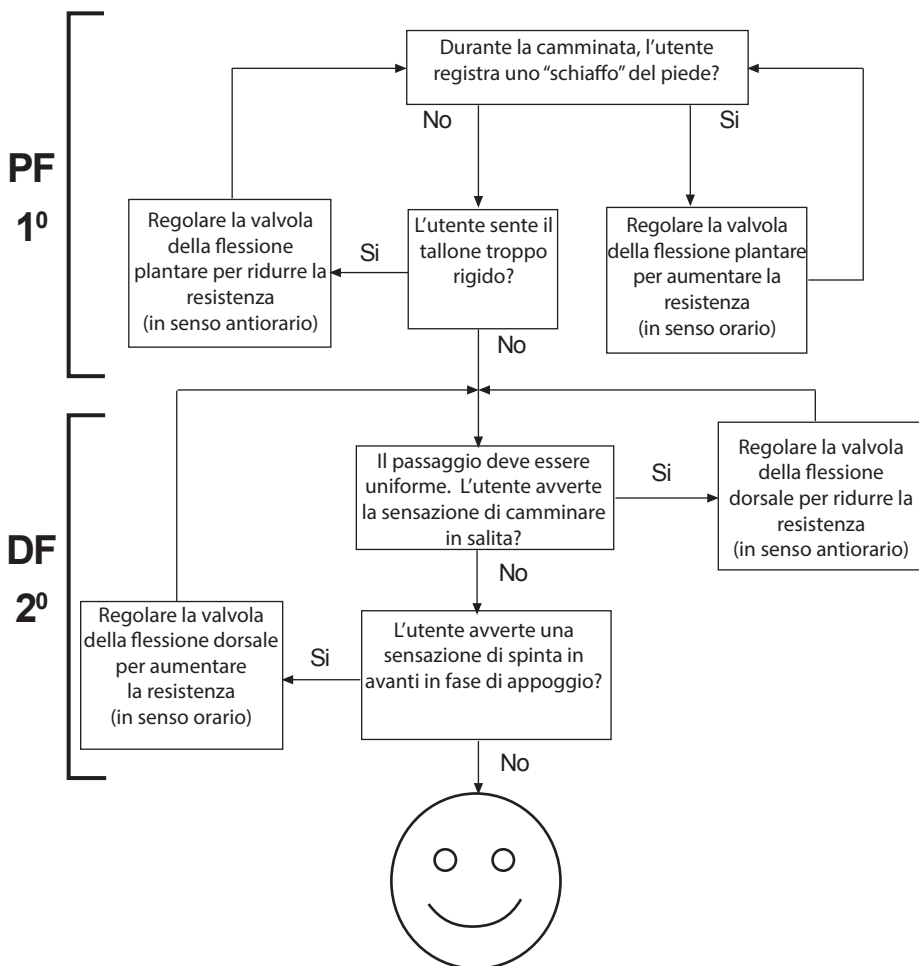 Durante la camminata, l’utente
registra uno “schiaffo” del piede?
No
Si
PF
1⁰
Regolare la valvola
della flessione
plantare per ridurre la
resistenza
(in senso antiorario)
Si
L’utente sente il
tallone troppo
rigido?
Regolare la valvola
della flessione plantare
per aumentare la
resistenza
(in senso orario)
No
DF
2⁰
Il passaggio deve essere
uniforme. L’utente avverte
la sensazione di camminare
in salita?
Si
Regolare la valvola
della flessione
dorsale per ridurre la
resistenza
(in senso antiorario)
No
Regolare la valvola
della flessione dorsale
per aumentare
la resistenza
(in senso orario)
Si
L’utente avverte una
sensazione di spinta in
avanti in fase di appoggio?
No